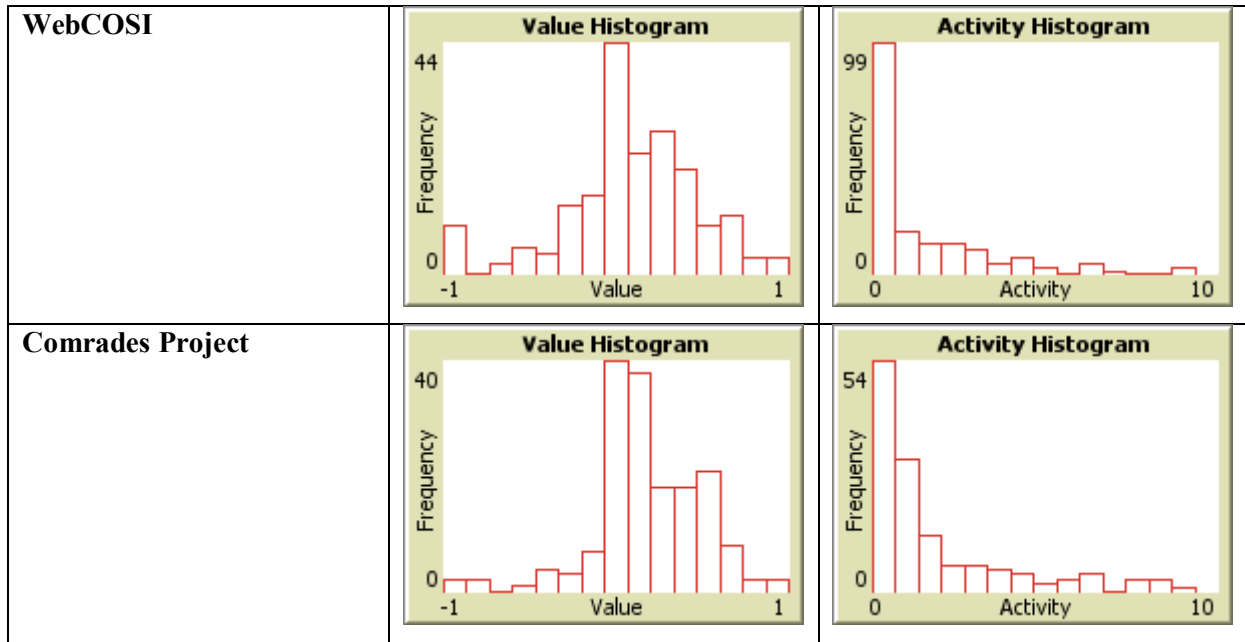 WebCOSI
Value Histogram
44
Frequency
0
-1
Value
1
Activity Histogram
99
Frequency
0
0
Activity
10
Comrades Project
Value Histogram
40
Frequency
0
-1
Value
1
Activity Histogram
54
Frequency
0
0
Activity
10